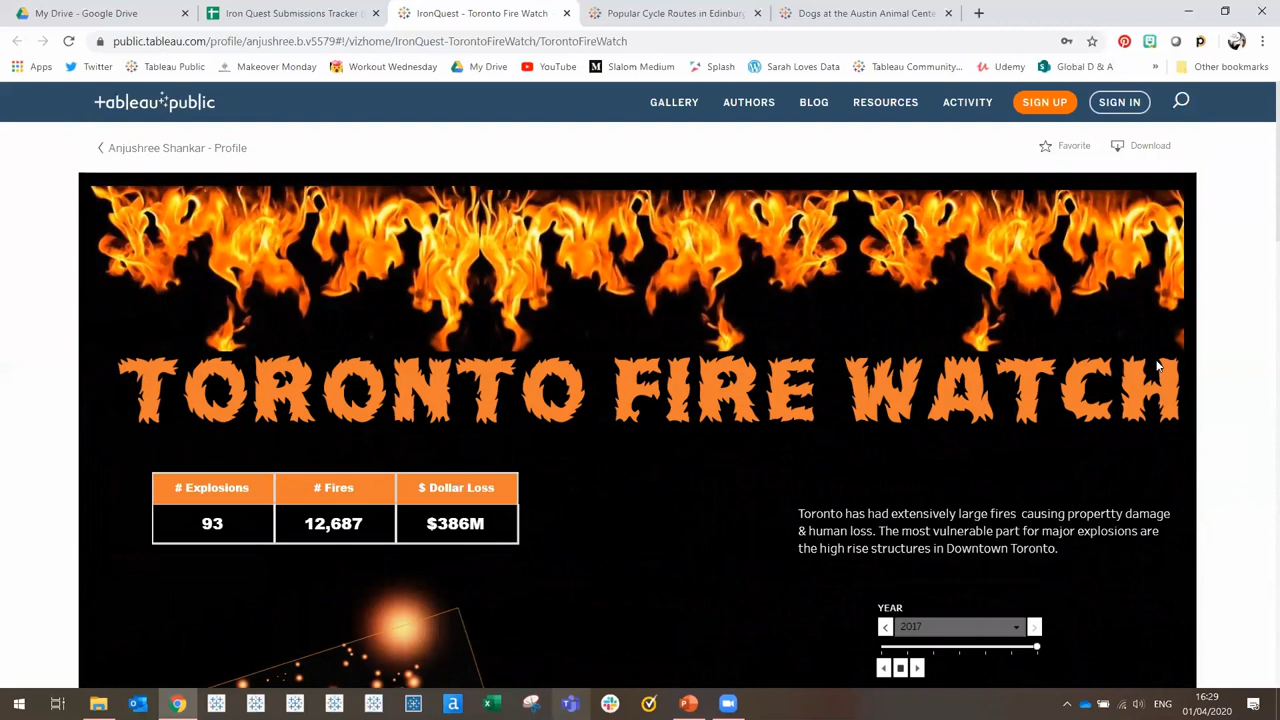 My Drive - Google Drive
Iron Quest Submissions Tracker (
IronQuest - Toronto Fire Watch
Popular Cycle Routes in Edinburg
Dogs at the Austin Animal Cente
public.tableau.com/profile/anjushree.b.v5579#!/vizhome/IronQuest-TorontoFireWatch/TorontoFireWatch
Apps
Twitter
Tableau Public
Makeover Monday
Workout Wednesday
My Drive
YouTube
Slalom Medium
Splash
Sarah Loves Data
Tableau Community...
Udemy
Global D & A
»
Other bookmarks
+ableau public
GALLERY
AUTHORS
BLOG
RESOURCES
ACTIVITY
SIGN UP
SIGN IN
Anjushree Shankar - Profile
Favorite
Download
TORONTO FIRE WATCH
# Explosions # Fires $ Dollar Loss
93 12,687 $386M
Toronto has had extensively large fires causing propertty damage
& human loss. The most vulnerable part for major explosions are
the high rise structures in Downtown Toronto.
YEAR
2017
ENG
16:29
01/04/2020